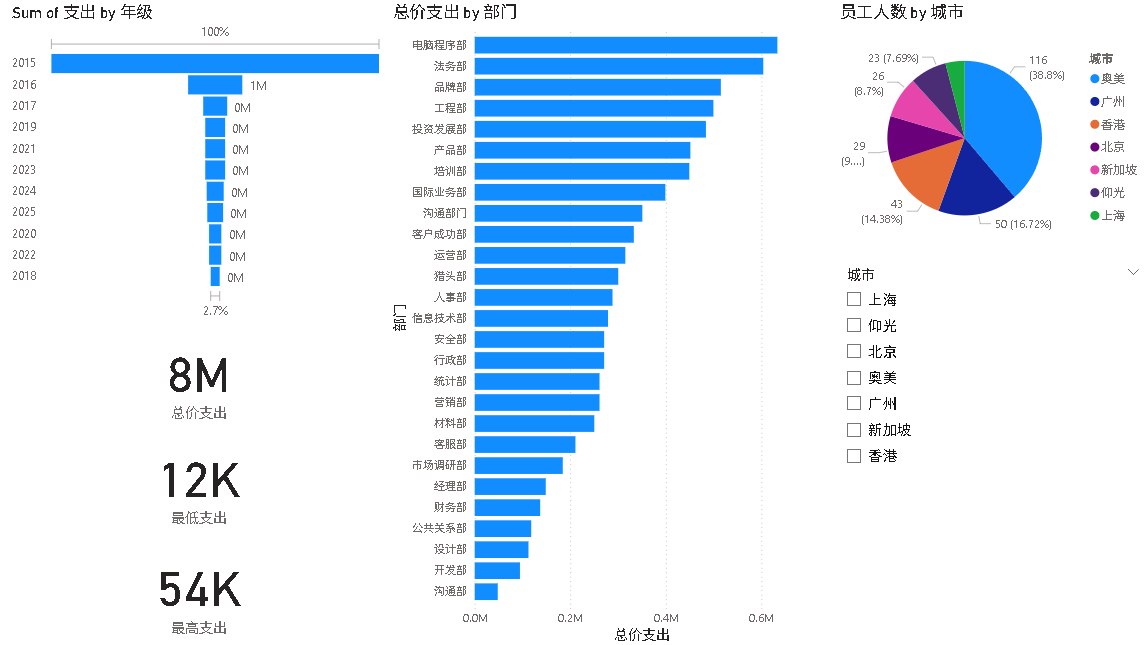 Sum of 支出 by 年级
100%
2015
2016
1M
2017
0M
2019
0M
2021
0M
2023
0M
2024
0M
2025
0M
2020
0M
2022
0M
2018
0M
2.7%
8M
总价支出
12K
最低支出
54K
最高支出
总价支出 by 部门
部门
电脑程序部
法务部
品牌部
工程部
投资发展部
产品部
培训部
国际业务部
沟通部门
客户成功部
运营部
猎头部
人事部
信息技术部
安全部
行政部
统计部
营销部
材料部
客服部
市场调研部
经理部
财务部
公共关系部
设计部
开发部
沟通部
0.0M 0.2M 0.4M 0.6M
总价支出
员工人数 by 城市
116
(38.8%)
50 (16.72%)
43
(14.38%)
29
(9....)
26
(8.7%)
23 (7.69%)
城市
奥美
广州
香港
北京
新加坡
仰光
上海
城市
上海
仰光
北京
奥美
广州
新加坡
香港